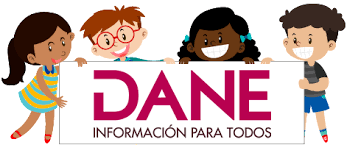 DANE
INFORMACIÓN PARA TODOS